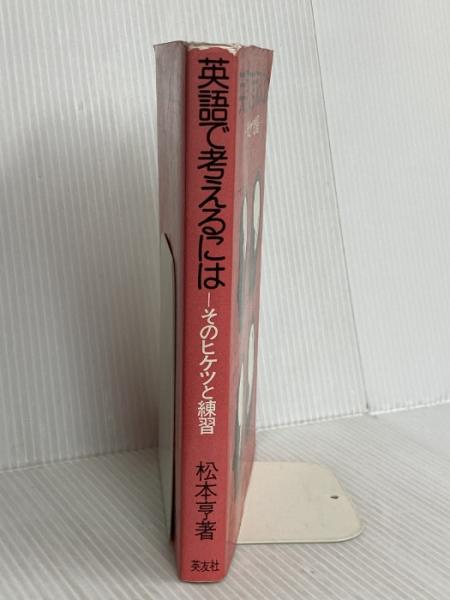 英語で考えるには
―そのヒケツと練習
松本亨著
英友社